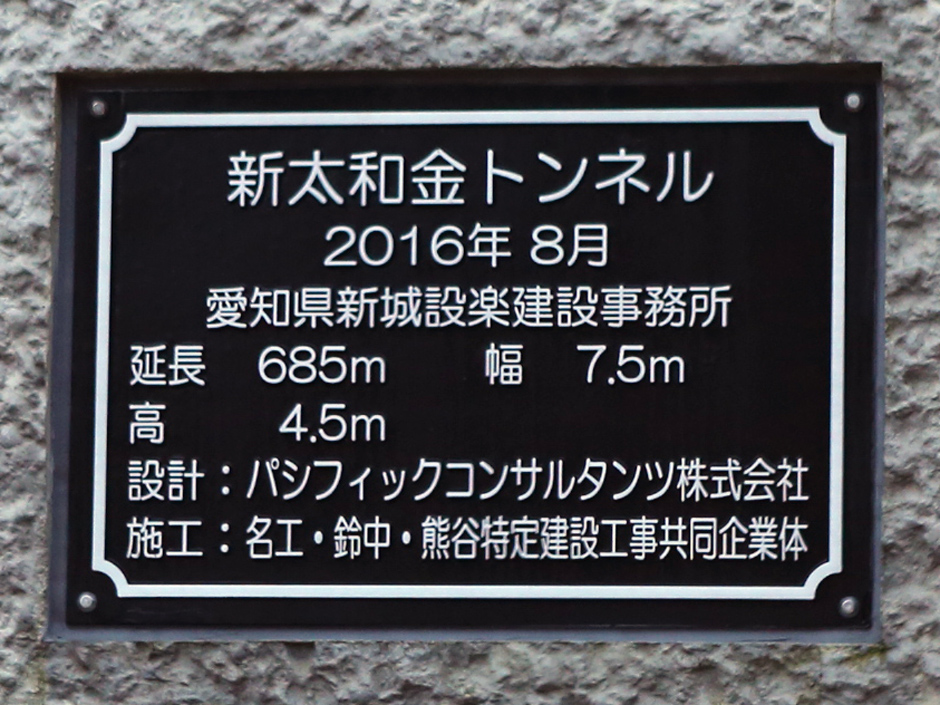 新太和金トンネル
2016年 8月
愛知県新城設楽建設事務所
延長 685m 幅 7.5m
高 4.5m
設計：パシフィックコンサルタンツ株式会社
施工：名工・鈴中・熊谷特定建設工事共同企業体